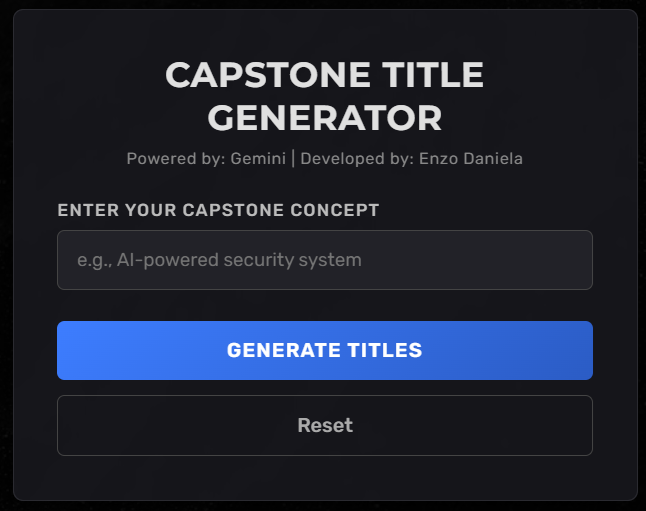 CAPSTONE TITLE
GENERATOR
Powered by: Gemini | Developed by: Enzo Daniela
ENTER YOUR CAPSTONE CONCEPT
e.g., AI-powered security system
GENERATE TITLES
Reset